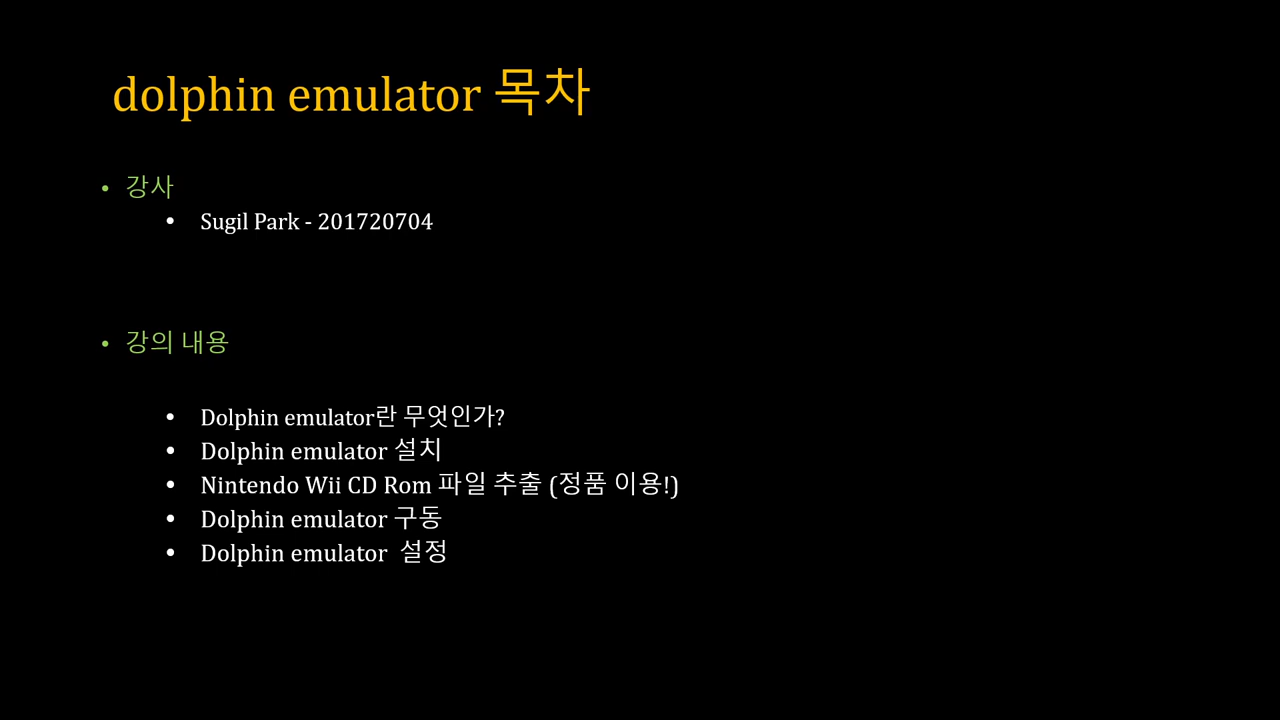 dolphin emulator 목차
• 강사
• Sugil Park - 201720704
• 강의 내용
• Dolphin emulator란 무엇인가?
• Dolphin emulator 설치
• Nintendo Wii CD Rom 파일 추출 (정품 이용!)
• Dolphin emulator 구동
• Dolphin emulator 설정